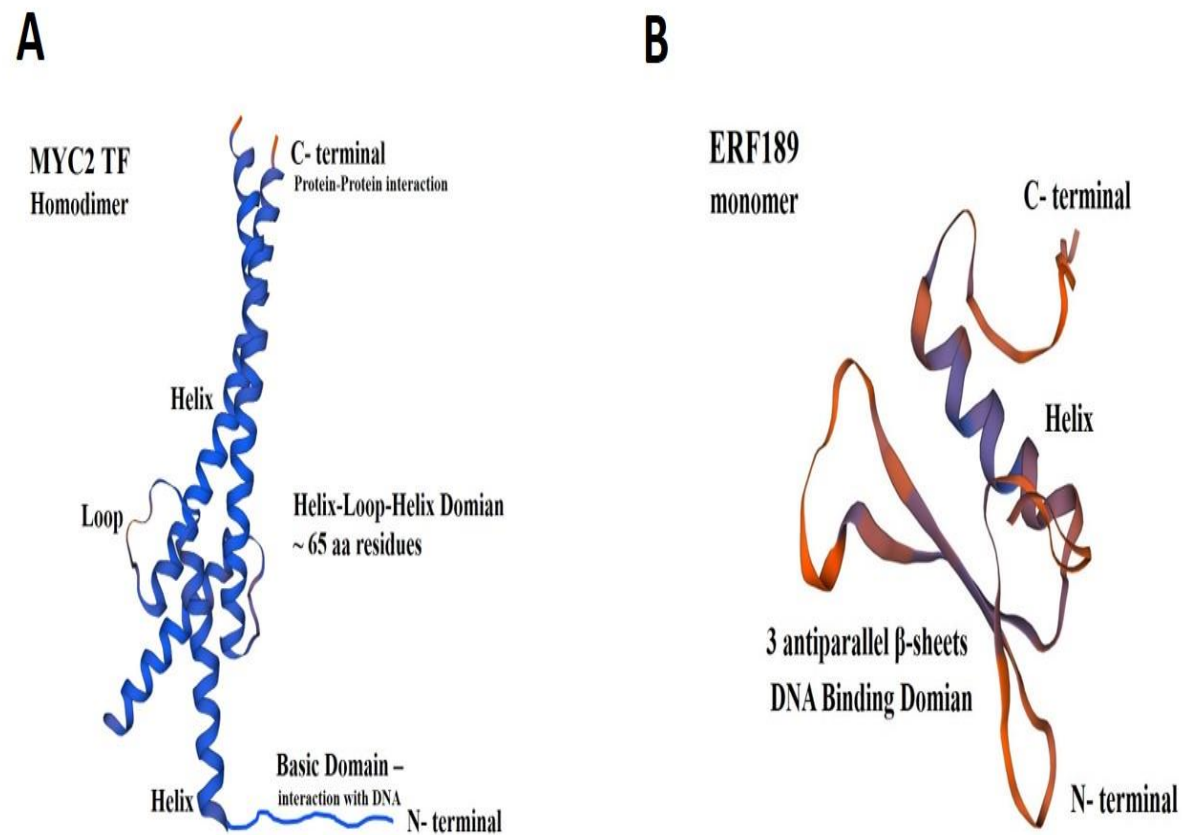 A
MYC2 TF
Homodimer
C- terminal
Protein-Protein interaction
Helix
Loop
Helix-Loop-Helix Domian
~ 65 aa residues
Basic Domain –
interaction with DNA
Helix
N- terminal
B
ERF189
monomer
C- terminal
Helix
3 antiparallel β-sheets
DNA Binding Domian
N- terminal